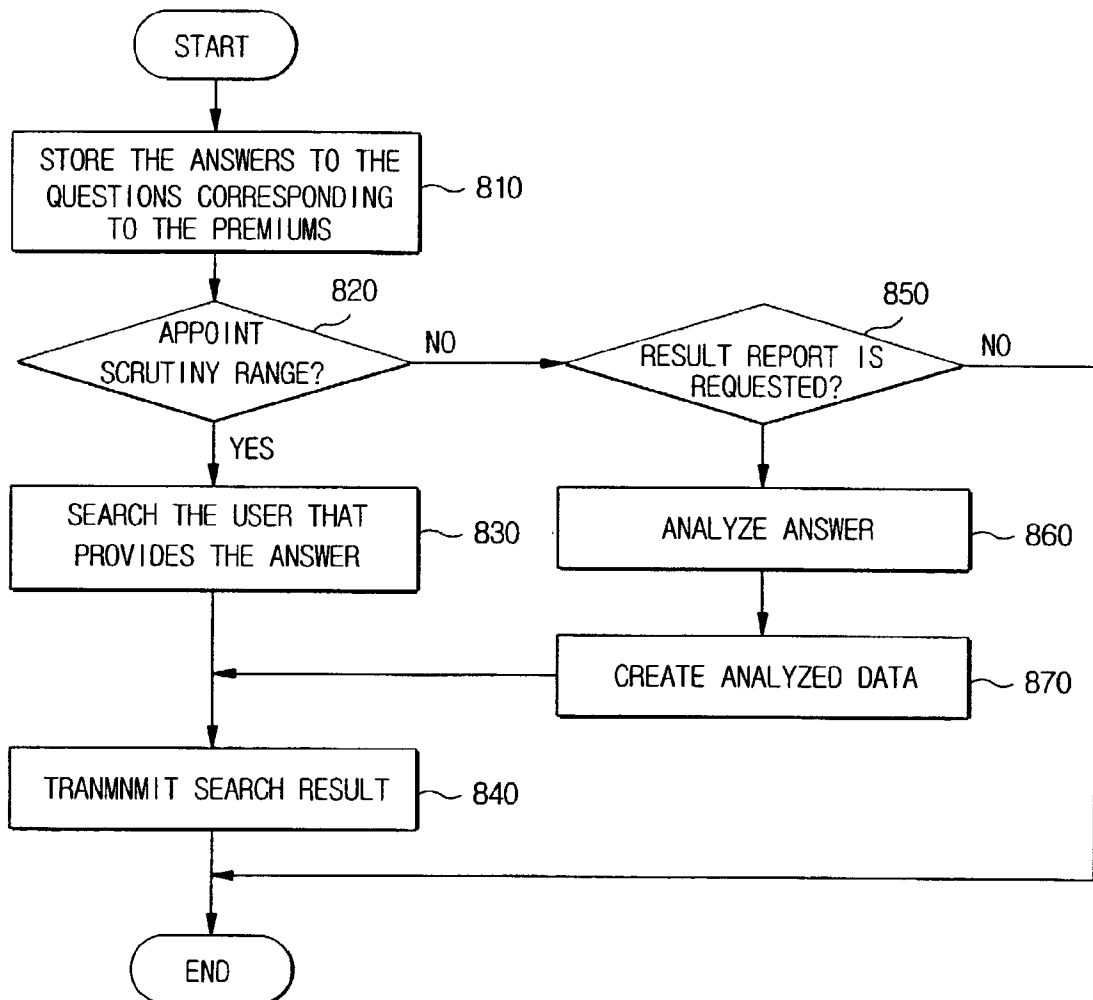 START
STORE THE ANSWERS TO THE
QUESTIONS CORRESPONDING
TO THE PREMIUMS
810
820
APPOINT
SCRUTINY RANGE?
NO
850
RESULT REPORT IS
REQUESTED?
NO
YES
SEARCH THE USER THAT
PROVIDES THE ANSWER
830
ANALYZE ANSWER
860
CREATE ANALYZED DATA
870
TRANMNMIT SEARCH RESULT
840
END